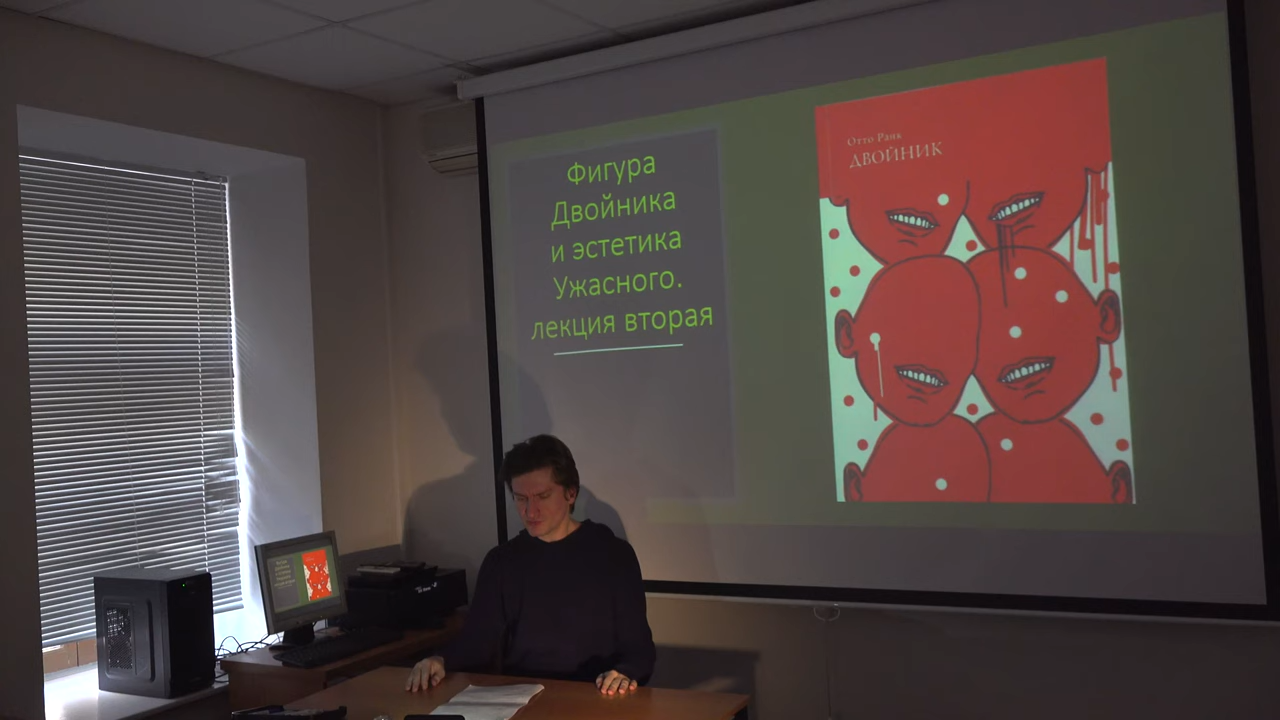 Фигура
Двойника
и эстетика
Ужасного.
лекция вторая
Отто Ранк
ДВОЙНИК